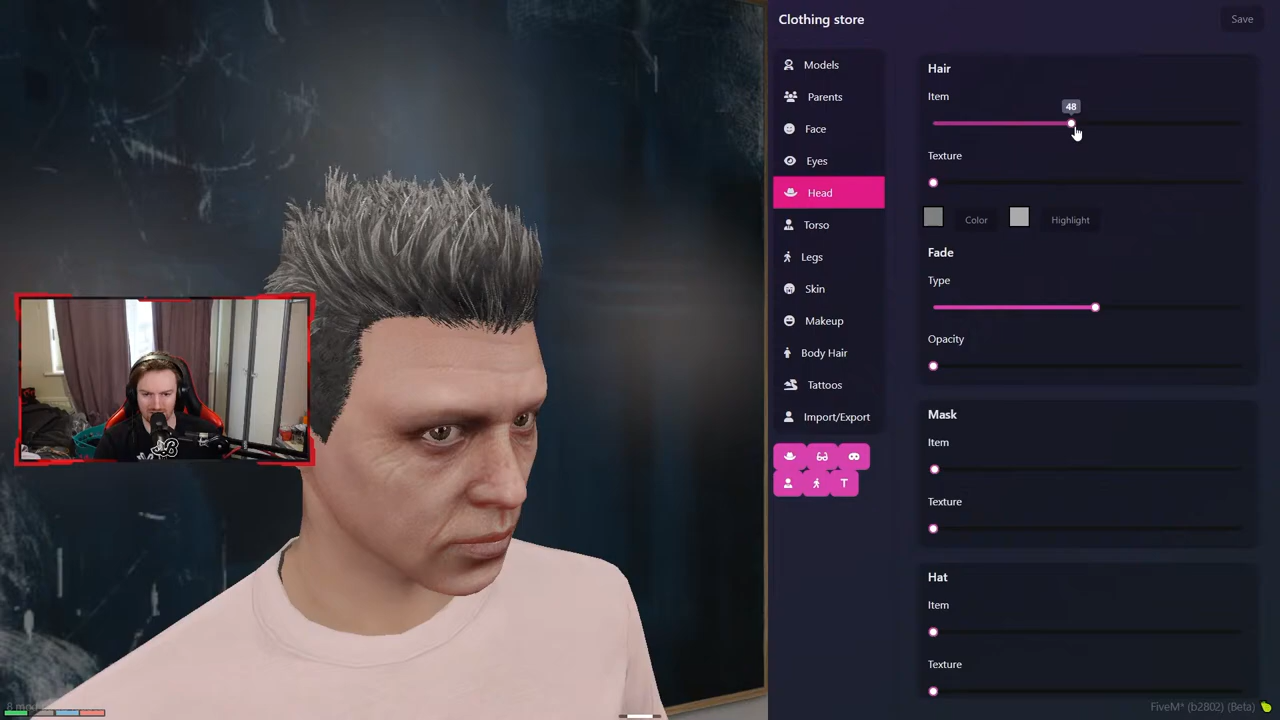 Clothing store
Save
Models
Parents
Face
Eyes
Head
Torso
Legs
Skin
Makeup
Body Hair
Tattoos
Import/Export
T
Hair
Item
48
Texture
Color
Highlight
Fade
Type
Opacity
Mask
Item
Texture
Hat
Item
Texture
FiveM* (b2802) (Beta)